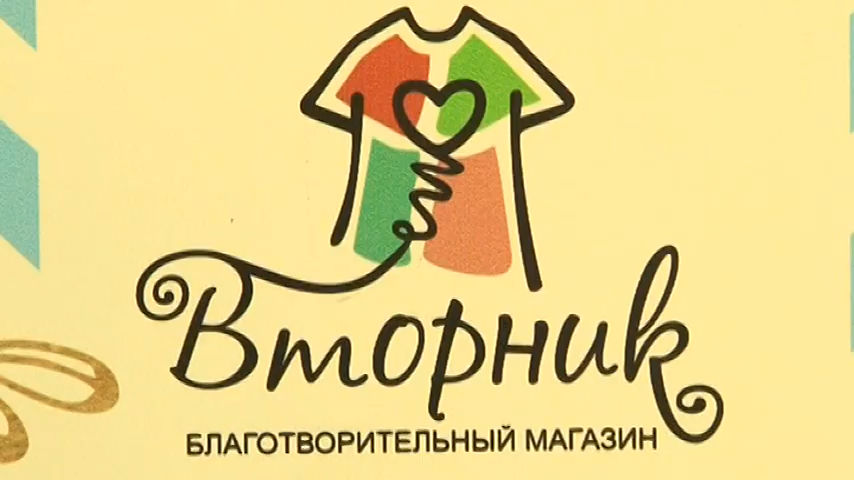 Вторник
БЛАГОТВОРИТЕЛЬНЫЙ МАГАЗИН